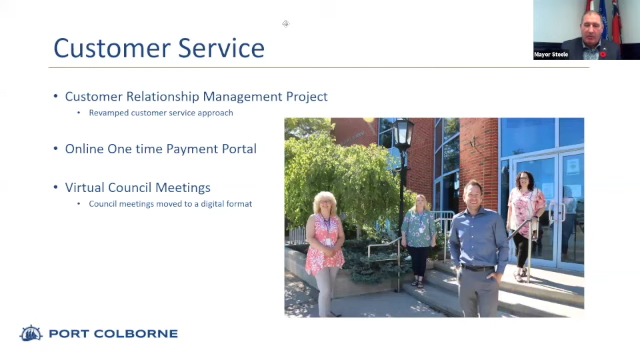 Customer Service
Mayor Steele
• Customer Relationship Management Project
• Revamped customer service approach
• Online One time Payment Portal
• Virtual Council Meetings
• Council meetings moved to a digital format
PORT COLBORNE